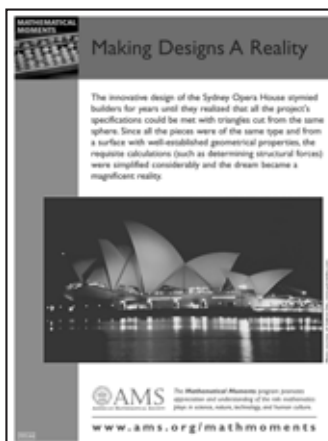 MATHEMATICAL
MOMENTS
Making Designs A Reality
The innovative design of the Sydney Opera House stymied
builders for years until they realized that all the project's
specifications could be met with triangles cut from the same
sphere. Since all the pieces were of the same type and from
a surface with well-established geometrical properties, the
requisite calculations (such as determining structural forces)
were simplified considerably and the dream became a
magnificent reality.
AMS
AMERICAN MATHEMATICAL SOCIETY
The Mathematical Moments program promotes
appreciation and understanding of the role mathematics
plays in science, nature, technology, and human culture.
www.ams.org/mathmoments